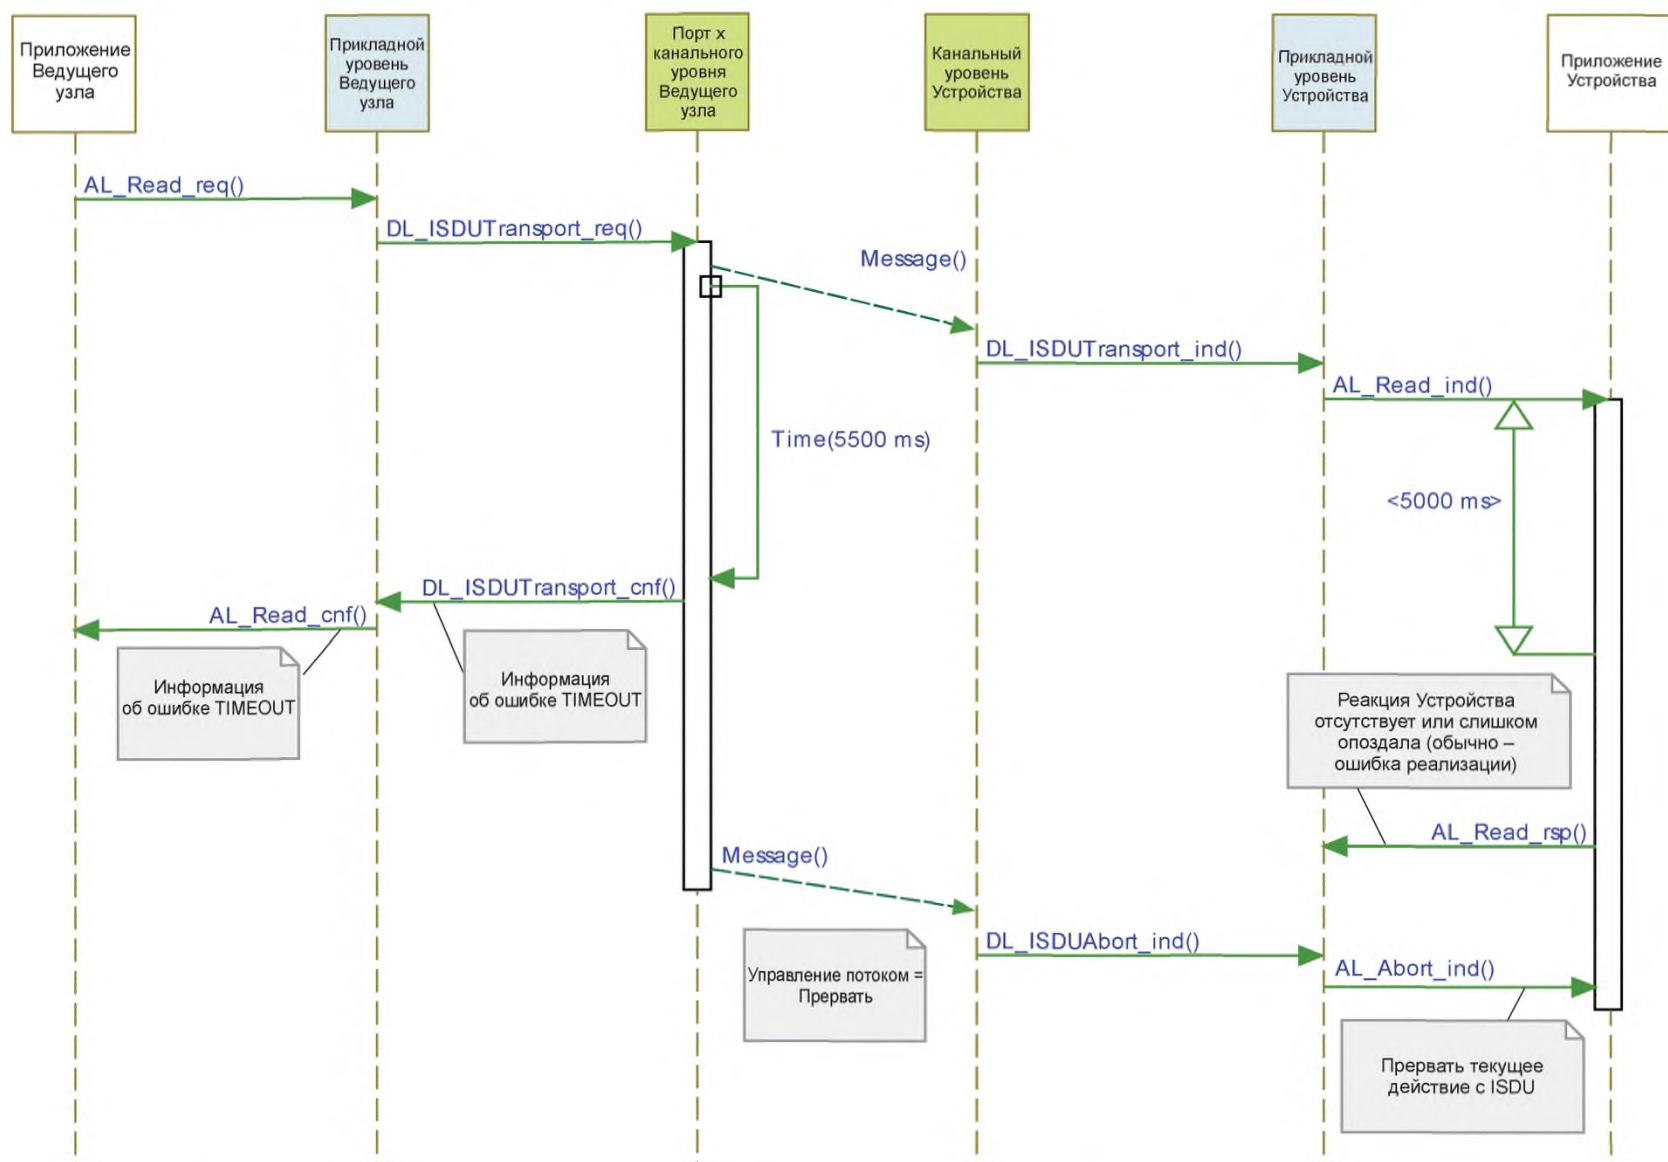 Приложение
Ведущего
узла
Прикладной
уровень
Ведущего
узла
Порт x
канального
уровня
Ведущего
узла
Канальный
уровень
Устройства
Прикладной
уровень
Устройства
Приложение
Устройства
AL_Read_req()
DL_ISDUTransport_req()
Message()
DL_ISDUTransport_ind()
AL_Read_ind()
Time(5500 ms)
<5000 ms>
DL_ISDUTransport_cnf()
AL_Read_cnf()
Информация
об ошибке TIMEOUT
Информация
об ошибке TIMEOUT
Реакция Устройства
отсутствует или слишком
опоздала (обычно –
ошибка реализации)
AL_Read_rsp()
Message()
DL_ISDUAbort_ind()
AL_Abort_ind()
Управление потоком =
Прервать
Прервать текущее
действие с ISDU